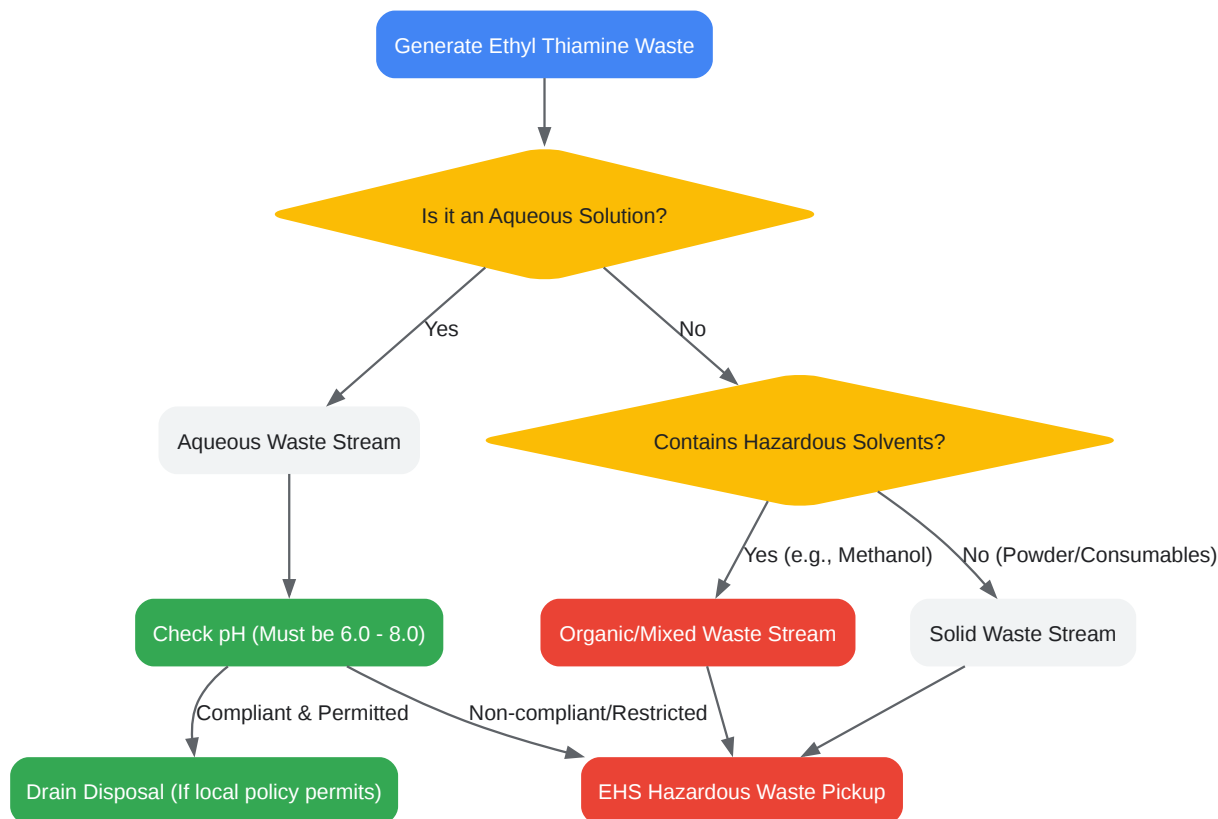 Generate Ethyl Thiamine Waste
Is it an Aqueous Solution?
Yes
No
Aqueous Waste Stream
Contains Hazardous Solvents?
Yes (e.g., Methanol)
No (Powder/Consumables)
Check pH (Must be 6.0 - 8.0)
Organic/Mixed Waste Stream
Solid Waste Stream
Compliant & Permitted
Non-compliant/Restricted
Drain Disposal (If local policy permits)
EHS Hazardous Waste Pickup